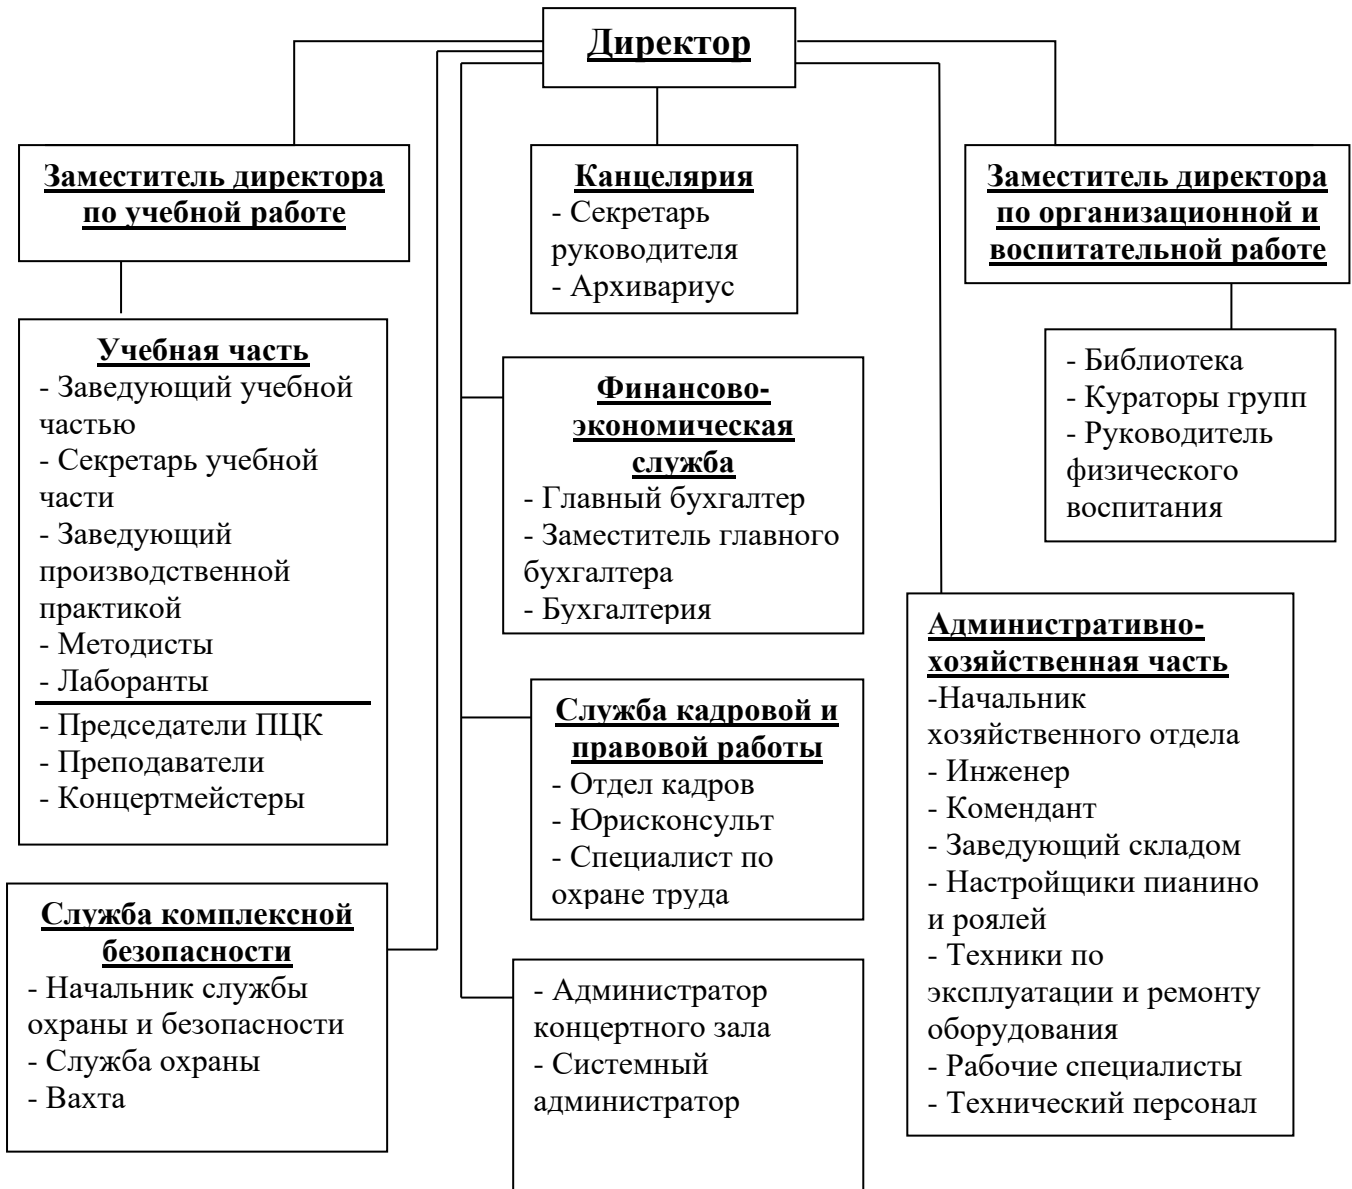 Директор
Заместитель директора
по учебной работе
Канцелярия
- Секретарь
руководителя
- Архивариус
Заместитель директора
по организационной и
воспитательной работе
Учебная часть
- Заведующий учебной
частью
- Секретарь учебной
части
- Заведующий
производственной
практикой
- Методисты
- Лаборанты
- Председатели ПЦК
- Преподаватели
- Концертмейстеры
Финансово-
экономическая
служба
- Главный бухгалтер
- Заместитель главного
бухгалтера
- Бухгалтерия
- Библиотека
- Кураторы групп
- Руководитель
физического
воспитания
Служба кадровой и
правовой работы
- Отдел кадров
- Юрисконсульт
- Специалист по
охране труда
Административно-
хозяйственная часть
-Начальник
хозяйственного отдела
- Инженер
- Комендант
- Заведующий складом
- Настройщики пианино
и роялей
- Техники по
эксплуатации и ремонту
оборудования
- Рабочие специалисты
- Технический персонал
Служба комплексной
безопасности
- Начальник службы
охраны и безопасности
- Служба охраны
- Вахта
- Администратор
концертного зала
- Системный
администратор